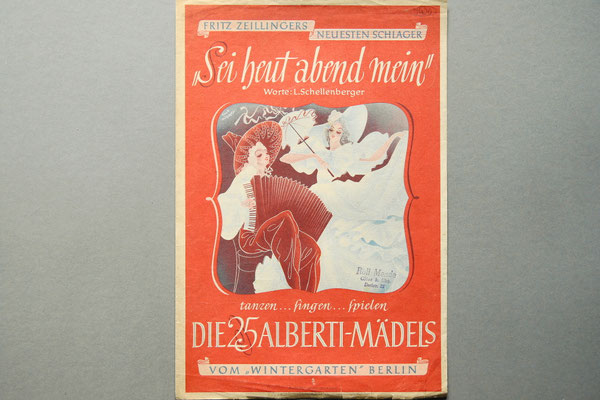 FRITZ ZEILLINGERS
NEUESTEN SCHLAGER
„Sei heut abend mein"
Worte: L. Schellenberger
tanzen... singen... spielen
DIE 25 ALBERTI-MÄDELS
VOM „WINTERGARTEN" BERLIN